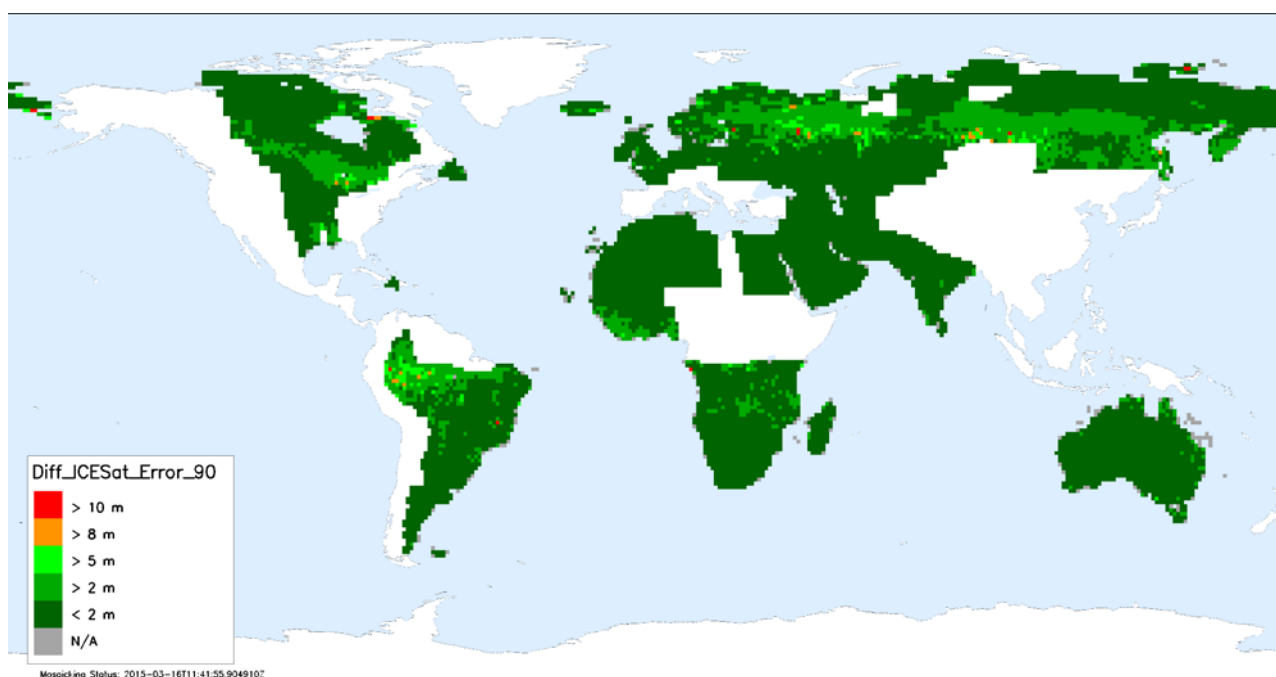 Diff_ICESat_Error_90
> 10 m
> 8 m
> 5 m
> 2 m
< 2 m
N/A
Mosaicking Status: 2015-03-16T11:41:55.904910Z